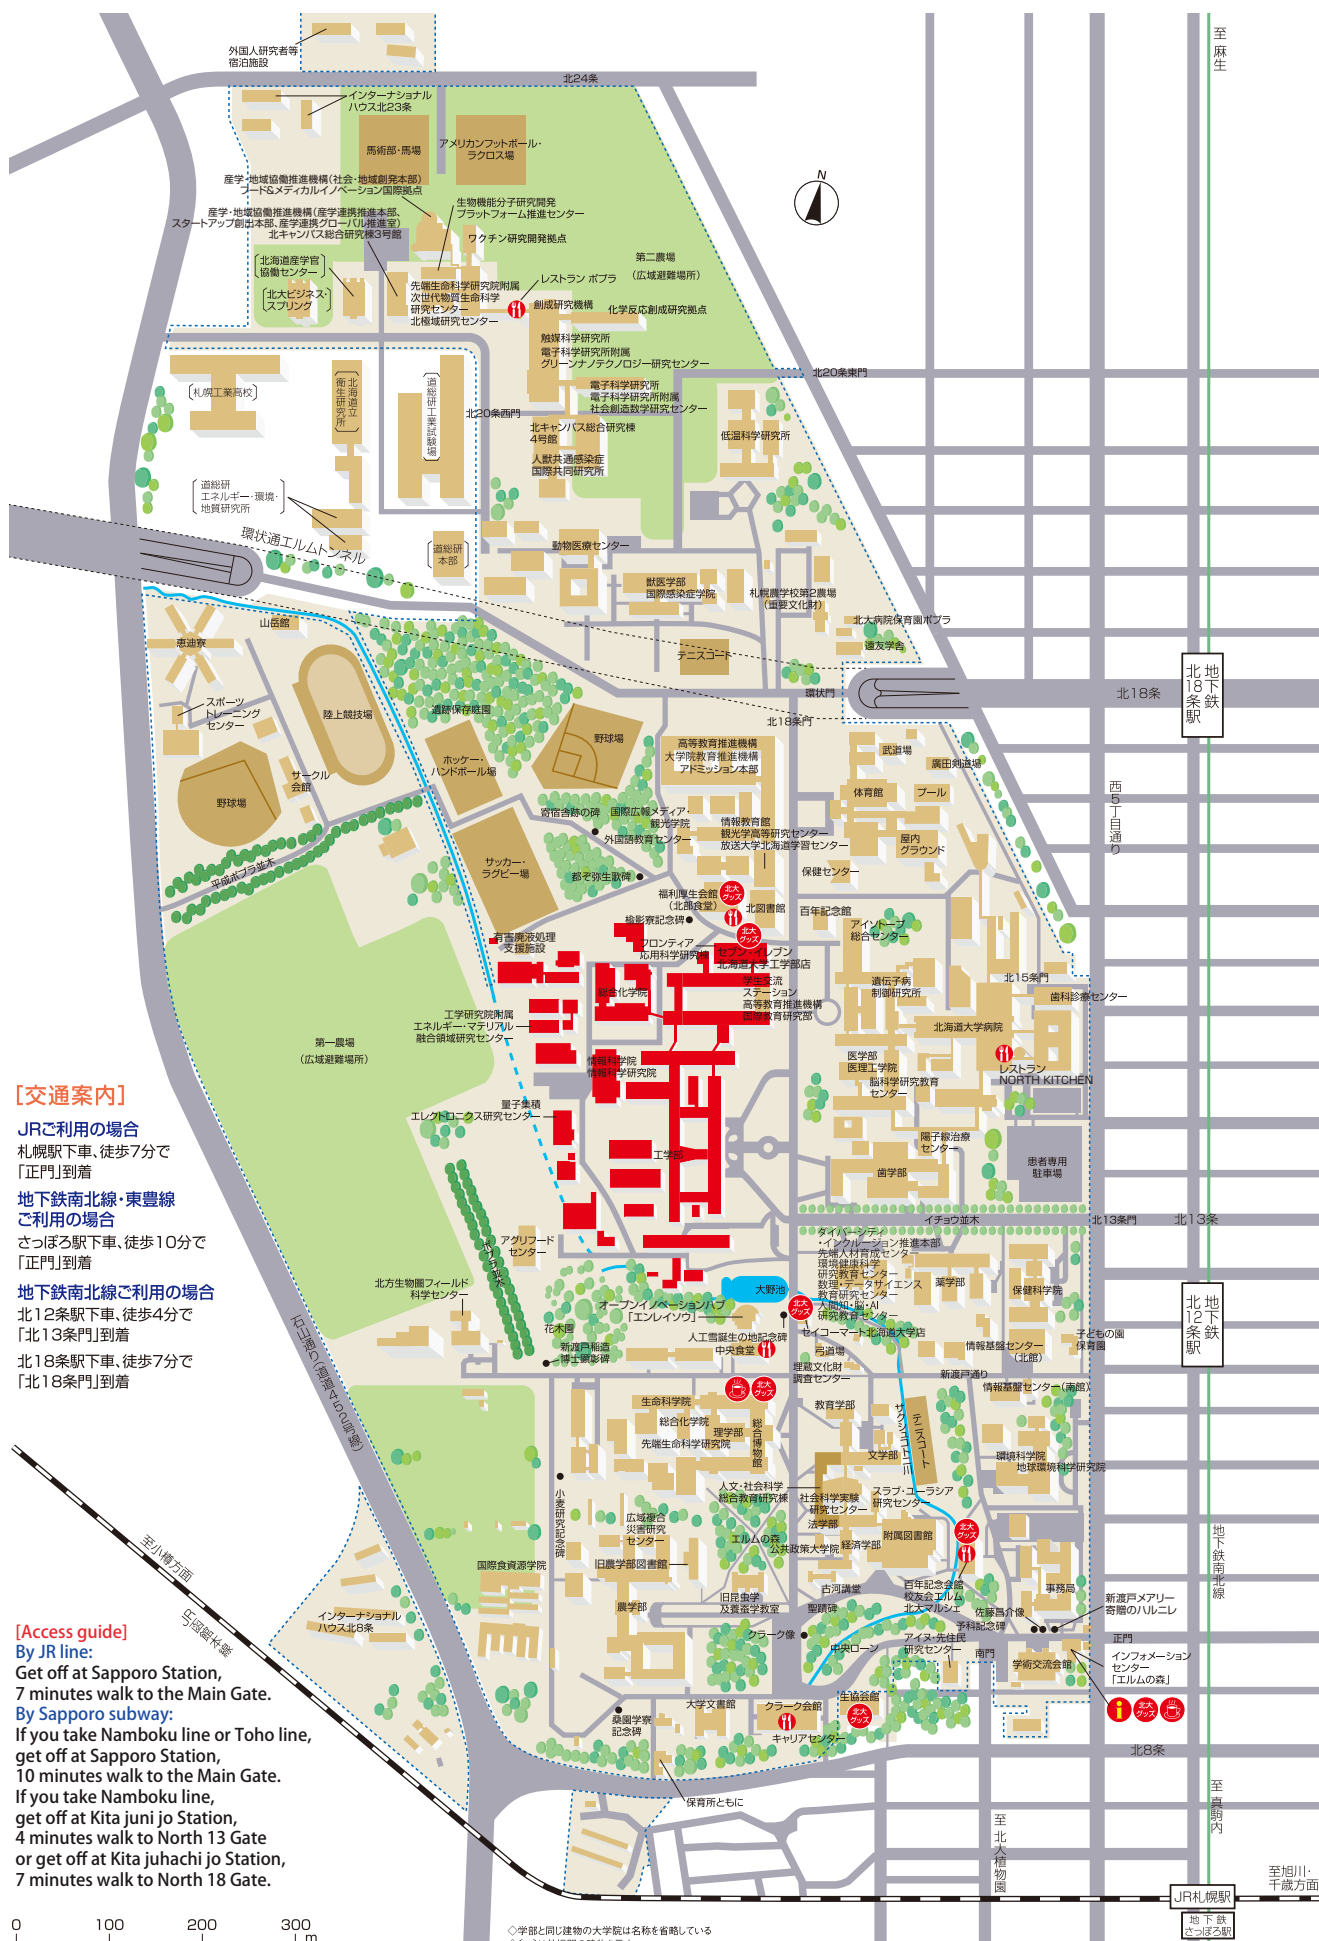 外国人研究者等
宿泊施設
北24条
至 麻生
インターナショナル
ハウス北23条
馬術部・馬場
アメリカンフットボール・
ラクロス場
N
産学・地域協働推進機構(社会・地域創発本部)
フード&メディカルイノベーション国際拠点
生物機能分子研究開発
プラットフォーム推進センター
産学・地域協働推進機構(産学連携推進本部、
スタートアップ創出本部、産学連携グローバル推進室)
北キャンパス総合研究棟3号館
ワクチン研究開発拠点
第二農場
(広域避難場所)
北海道産学官
協働センター
北大ビジネス・
スプリング
先端生命科学研究院附属
次世代物質生命科学
研究センター
北極域研究センター
レストラン ポプラ
創成研究機構
化学反応創成研究拠点
触媒科学研究所
電子科学研究所附属
グリーンナノテクノロジー研究センター
北20条東門
札幌工業高校
北海道立
衛生研究所
道総研工業試験場
電子科学研究所
電子科学研究所附属
社会創造数学研究センター
北20条西門
北キャンパス総合研究棟
4号館
低温科学研究所
人獣共通感染症
国際共同研究所
道総研
エネルギー・環境・
地質研究所
環状通エルムトンネル
道総研
本部
動物医療センター
獣医学部
国際感染症学院
札幌農学校第2農場
(重要文化財)
北大病院保育園ポプラ
遠友学舎
山岳館
恵迪寮
テニスコート
環状門
北18条
地下鉄
北18条駅
スポーツ
トレーニング
センター
陸上競技場
遺跡保存庭園
北18条門
野球場
高等教育推進機構
大学院教育推進機構
アドミッション本部
武道場
廣田剣道場
ホッケー・
ハンドボール場
サークル
会館
野球場
体育館
プール
西5丁目通り
寄宿舎跡の碑
国際広報メディア・
観光学院
外国語教育センター
情報教育館
観光学高等研究センター
放送大学北海道学習センター
屋内
グラウンド
平成ポプラ並木
サッカー・
ラグビー場
都ぞ弥生歌碑
保健センター
福利厚生会館
(北部食堂)
北大
グッズ
北図書館
百年記念館
楡影寮記念碑
北大
グッズ
アイソトープ
総合センター
有害廃液処理
支援施設
フロンティア
応用科学研究棟
セブン-イレブン
北海道大学工学部店
北15条門
総合化学院
学生交流
ステーション
高等教育推進機構
国際教育研究部
遺伝子病
制御研究所
歯科診療センター
工学研究院附属
エネルギー・マテリアル
融合領域研究センター
北海道大学病院
第一農場
(広域避難場所)
情報科学院
情報科学研究院
医学部
医理工学院
レストラン
NORTH KITCHEN
脳科学研究教育
センター
[交通案内]
JRご利用の場合
札幌駅下車、徒歩7分で
「正門」到着
地下鉄南北線・東豊線
ご利用の場合
さっぽろ駅下車、徒歩10分で
「正門」到着
地下鉄南北線ご利用の場合
北12条駅下車、徒歩4分で
「北13条門」到着
北18条駅下車、徒歩7分で
「北18条門」到着
量子集積
エレクトロニクス研究センター
工学部
陽子線治療
センター
歯学部
患者専用
駐車場
イチョウ並木
北13条門
北13条
アグリフード
センター
ポプラ並木
ダイバーシティ
・インクルージョン推進本部
先端人材育成センター
環境健康科学
研究教育センター
数理・データサイエンス
教育研究センター
人間知・脳・AI
研究教育センター
薬学部
保健科学院
北方生物圏フィールド
科学センター
大野池
北大
グッズ
オープンイノベーションハブ
「エンレイソウ」
地下鉄
北12条駅
セイコーマート北海道大学店
花木園
人工雪誕生の地記念碑
中央食堂
弓道場
情報基盤センター
(北館)
子どもの園
保育園
新渡戸稲造
博士顕彰碑
埋蔵文化財
調査センター
新渡戸通り
情報基盤センター(南館)
石山通り(道道452号線)
北大
グッズ
生命科学院
総合化学院
理学部
先端生命科学研究院
総合博物館
教育学部
サクシュコトニ川
テニスコート
文学部
環境科学院
地球環境科学研究院
人文・社会科学
総合教育研究棟
社会科学実験
研究センター
スラブ・ユーラシア
研究センター
小麦研究記念碑
広域複合
災害研究
センター
エルムの森
法学部
公共政策大学院
経済学部
附属図書館
北大
グッズ
地下鉄南北線
至小樽方面
JR函館本線
国際食資源学院
旧農学部図書館
インターナショナル
ハウス北8条
農学部
旧昆虫学
及養蚕学教室
古河講堂
聖蹟碑
百年記念会館
校友会エルム
北大マルシェ
事務局
佐藤昌介像
予科記念碑
新渡戸メアリー
寄贈のハルニレ
クラーク像
中央ローン
アイヌ・先住民
研究センター
南門
正門
学術交流会館
インフォメーション
センター
「エルムの森」
北大
グッズ
大学文書館
クラーク会館
生協会館
北大
グッズ
桑園学寮
記念碑
キャリアセンター
北8条
保育所ともに
[Access guide]
By JR line:
Get off at Sapporo Station,
7 minutes walk to the Main Gate.
By Sapporo subway:
If you take Namboku line or Toho line,
get off at Sapporo Station,
10 minutes walk to the Main Gate.
If you take Namboku line,
get off at Kita juni jo Station,
4 minutes walk to North 13 Gate
or get off at Kita juhachi jo Station,
7 minutes walk to North 18 Gate.
至 真駒内
至 北大植物園
至旭川・
千歳方面
JR札幌駅
地下鉄
さっぽろ駅
0 100 200 300
m
◇学部と同じ建物の大学院は名称を省略している